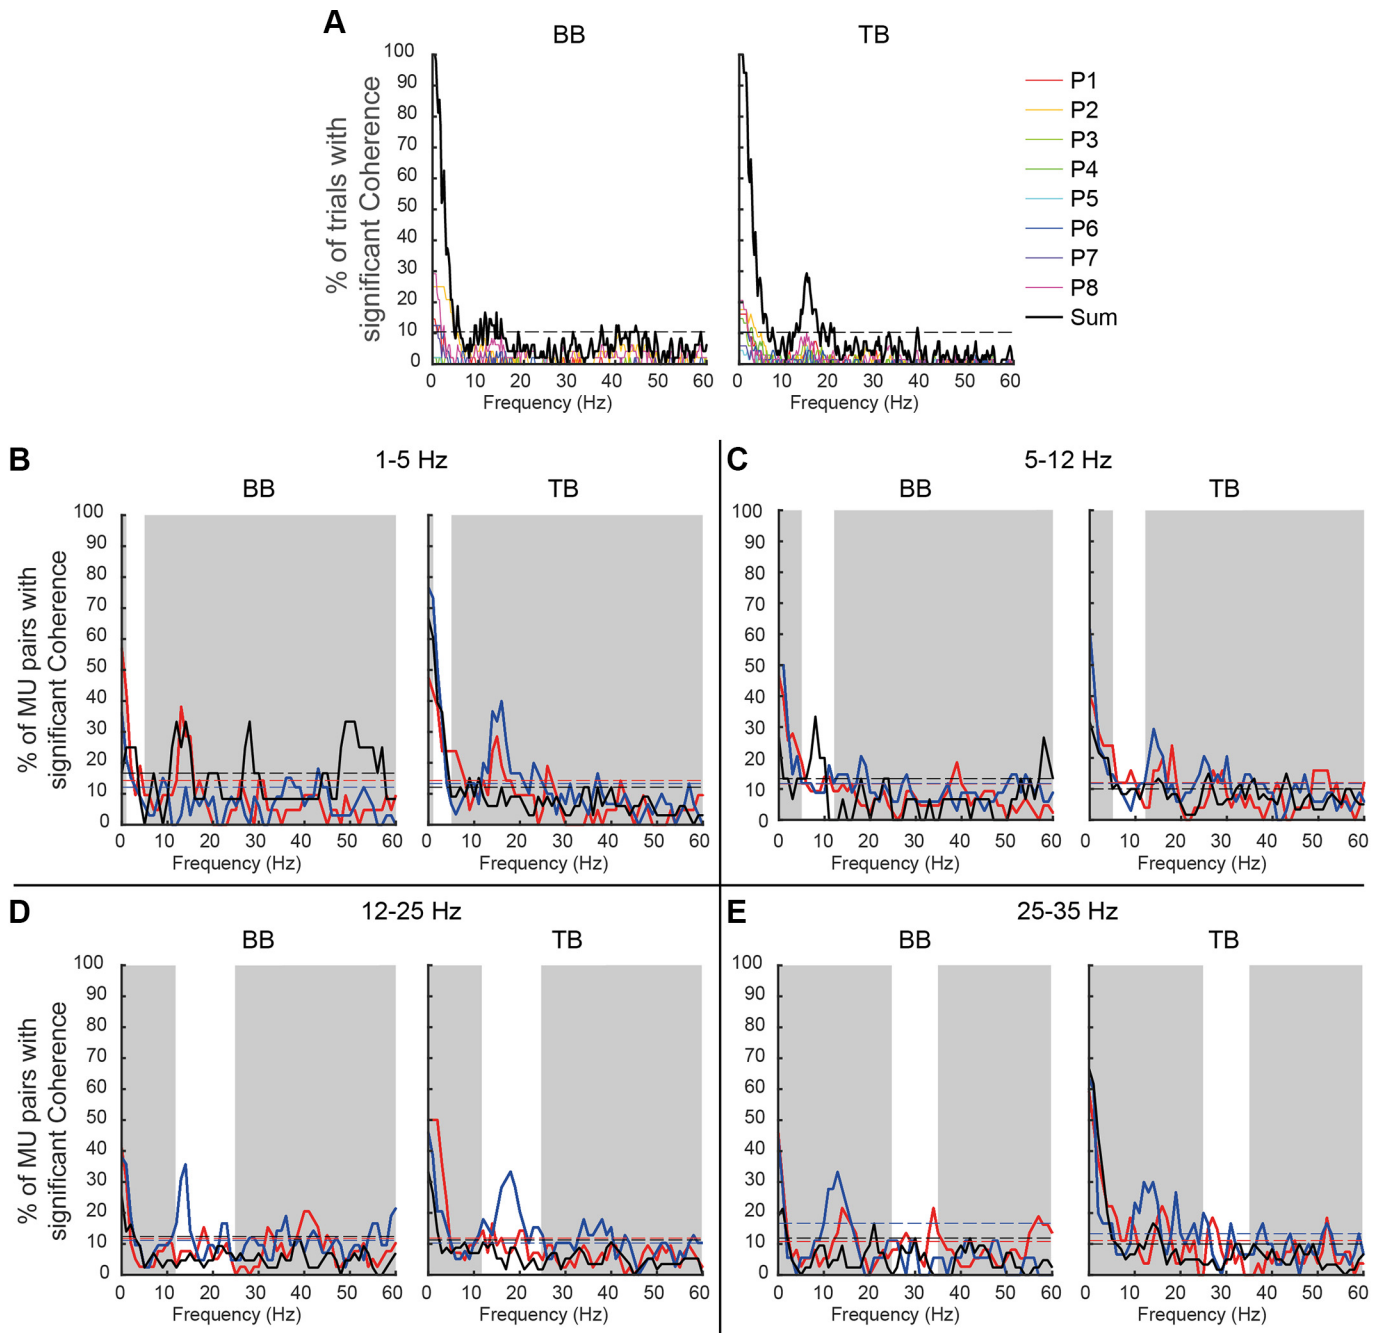 A
BB
TB
% of trials with
significant Coherence
100
90
80
70
60
50
40
30
20
10
0
0 10 20 30 40 50 60
Frequency (Hz)
0 10 20 30 40 50 60
Frequency (Hz)
P1
P2
P3
P4
P5
P6
P7
P8
Sum
B
1-5 Hz
BB
TB
% of MU pairs with
significant Coherence
100
90
80
70
60
50
40
30
20
10
0
0 10 20 30 40 50 60
Frequency (Hz)
0 10 20 30 40 50 60
Frequency (Hz)
C
5-12 Hz
BB
TB
100
90
80
70
60
50
40
30
20
10
0
0 10 20 30 40 50 60
Frequency (Hz)
0 10 20 30 40 50 60
Frequency (Hz)
D
12-25 Hz
BB
TB
% of MU pairs with
significant Coherence
100
90
80
70
60
50
40
30
20
10
0
0 10 20 30 40 50 60
Frequency (Hz)
0 10 20 30 40 50 60
Frequency (Hz)
E
25-35 Hz
BB
TB
100
90
80
70
60
50
40
30
20
10
0
0 10 20 30 40 50 60
Frequency (Hz)
0 10 20 30 40 50 60
Frequency (Hz)